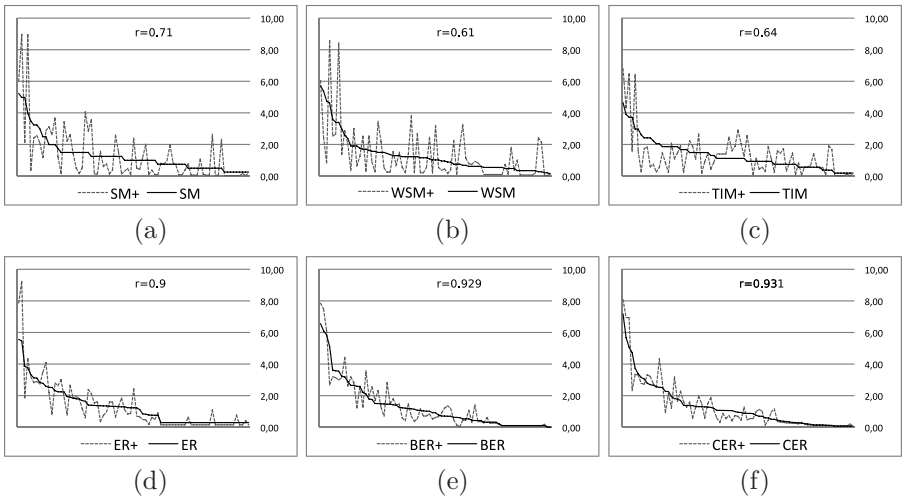 r=0.71
10,00
8,00
6,00
4,00
2,00
0,00
SM+ SM
(a)
r=0.61
10,00
8,00
6,00
4,00
2,00
0,00
WSM+ WSM
(b)
r=0.64
10,00
8,00
6,00
4,00
2,00
0,00
TIM+ TIM
(c)
r=0.9
10,00
8,00
6,00
4,00
2,00
0,00
ER+ ER
(d)
r=0.929
10,00
8,00
6,00
4,00
2,00
0,00
BER+ BER
(e)
r=0.931
10,00
8,00
6,00
4,00
2,00
0,00
CER+ CER
(f)